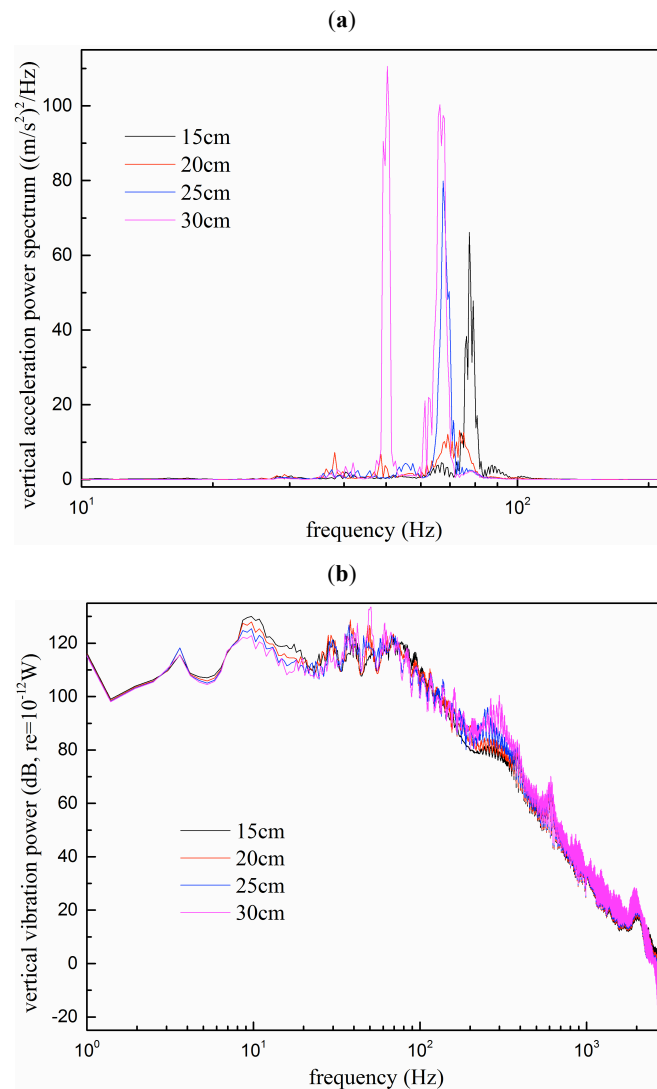 (a)
vertical acceleration power spectrum ((m/s²)²/Hz)
100
80
60
40
20
0
15cm
20cm
25cm
30cm
10¹
10²
frequency (Hz)
(b)
vertical vibration power (dB, re=10⁻¹²W)
120
100
80
60
40
20
0
-20
15cm
20cm
25cm
30cm
10⁰
10¹
10²
10³
frequency (Hz)